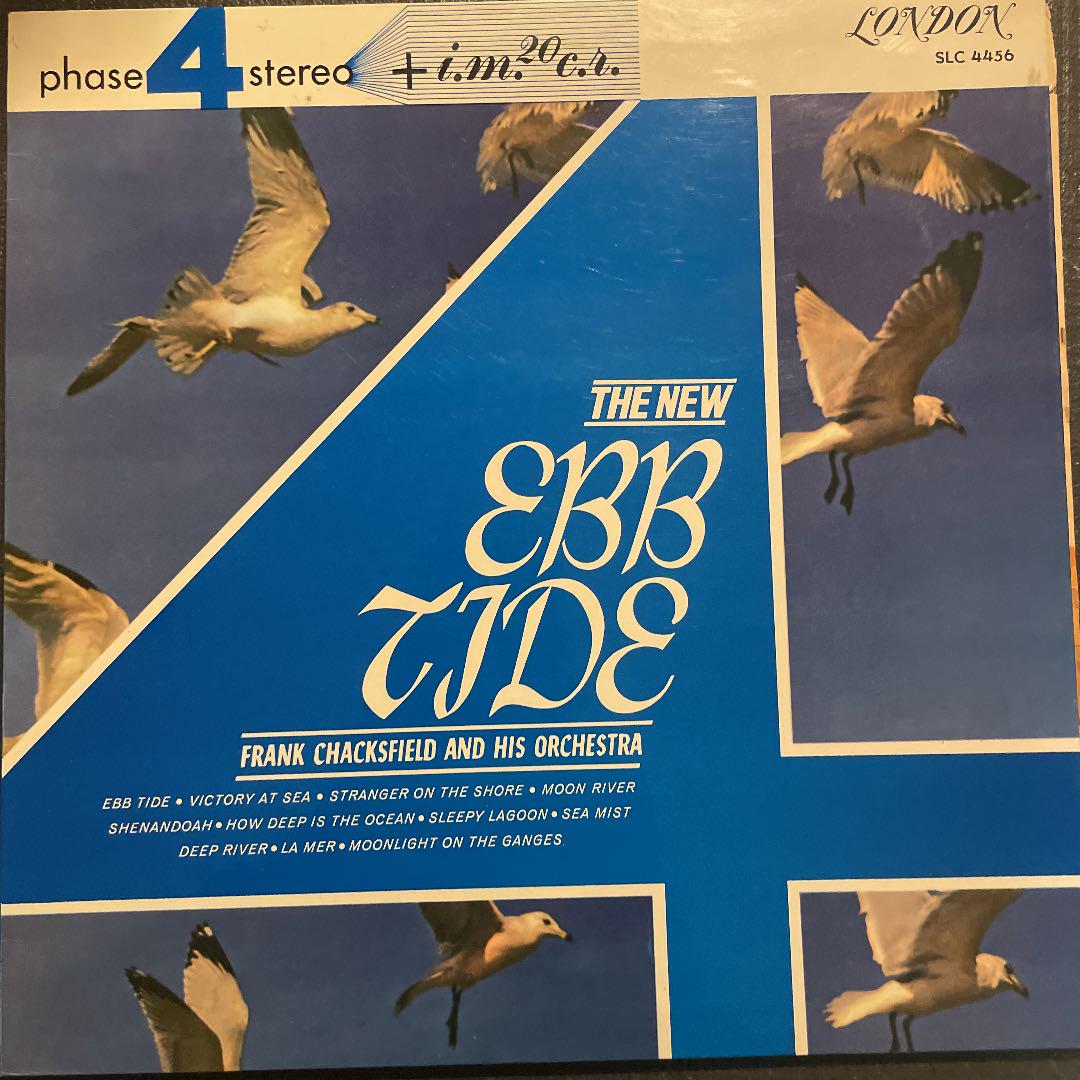 phase 4 stereo + i.m. 20 c.r.
LONDON
SLC 4456
THE NEW
EBB
TIDE
FRANK CHACKSFIELD AND HIS ORCHESTRA
EBB TIDE • VICTORY AT SEA • STRANGER ON THE SHORE • MOON RIVER
SHENANDOAH • HOW DEEP IS THE OCEAN • SLEEPY LAGOON • SEA MIST
DEEP RIVER • LA MER • MOONLIGHT ON THE GANGES